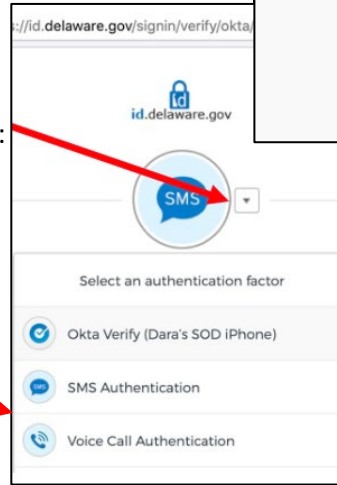 ://id.delaware.gov/signin/verify/okta/
id
id.delaware.gov
:
SMS
Select an authentication factor
Okta Verify (Dara's SOD iPhone)
SMS
SMS Authentication
Voice Call Authentication